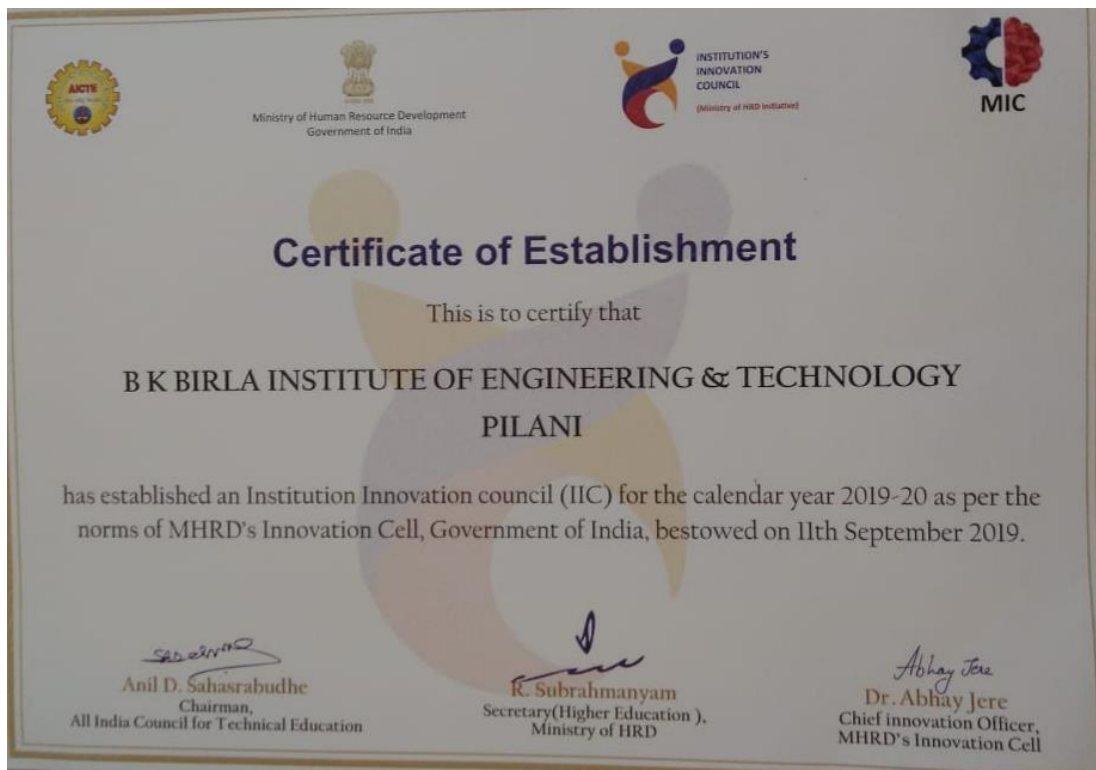 AICTE
Ministry of Human Resource Development
Government of India
INSTITUTION'S
INNOVATION
COUNCIL
(Ministry of HRD Initiative)
MIC
Certificate of Establishment
This is to certify that
B K BIRLA INSTITUTE OF ENGINEERING & TECHNOLOGY
PILANI
has established an Institution Innovation council (IIC) for the calendar year 2019-20 as per the
norms of MHRD's Innovation Cell, Government of India, bestowed on 11th September 2019.
Abhay Jere
Anil D. Sahasrabudhe
Chairman,
All India Council for Technical Education
R. Subrahmanyam
Secretary(Higher Education ),
Ministry of HRD
Dr. Abhay Jere
Chief innovation Officer,
MHRD's Innovation Cell